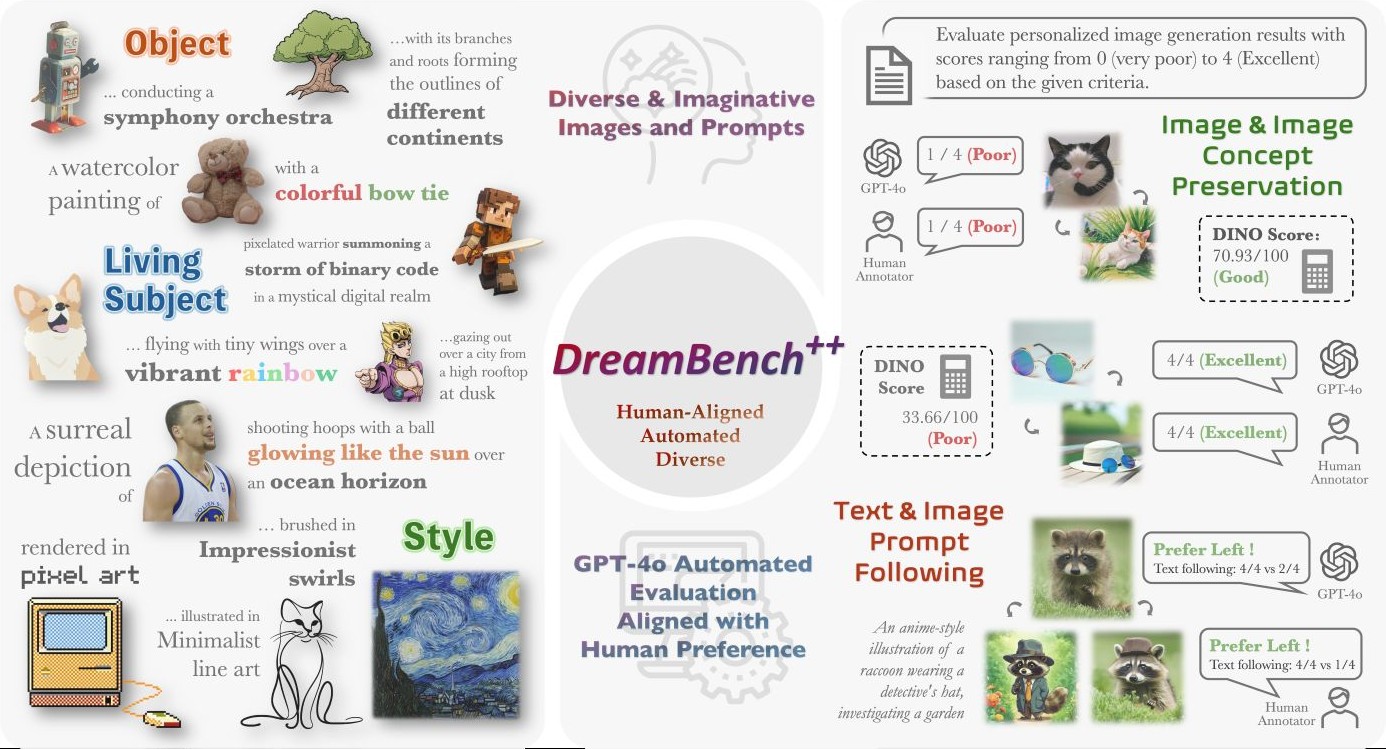 Object
... conducting a
symphony orchestra
...with its branches
and roots forming
the outlines of
different
continents
A watercolor
painting of
with a
colorful bow tie
pixelated warrior summoning a
storm of binary code
in a mystical digital realm
Living
Subject
... flying with tiny wings over a
vibrant rainbow
...gazing out
over a city from
a high rooftop
at dusk
A surreal
depiction
of
shooting hoops with a ball
glowing like the sun over
an ocean horizon
rendered in
pixel art
... brushed in
Impressionist
swirls
Style
... illustrated in
Minimalist
line art
Diverse & Imaginative
Images and Prompts
DreamBench++
Human-Aligned
Automated
Diverse
GPT-4o Automated
Evaluation
Aligned with
Human Preference
Evaluate personalized image generation results with
scores ranging from 0 (very poor) to 4 (Excellent)
based on the given criteria.
GPT-4o
1 / 4 (Poor)
Human
Annotator
1 / 4 (Poor)
Image & Image
Concept
Preservation
DINO Score:
70.93/100
(Good)
DINO
Score
33.66/100
(Poor)
4/4 (Excellent)
GPT-4o
4/4 (Excellent)
Human
Annotator
Text & Image
Prompt
Following
Prefer Left !
Text following: 4/4 vs 2/4
GPT-4o
An anime-style
illustration of a
raccoon wearing a
detective's hat,
investigating a garden
Prefer Left !
Text following: 4/4 vs 1/4
Human
Annotator